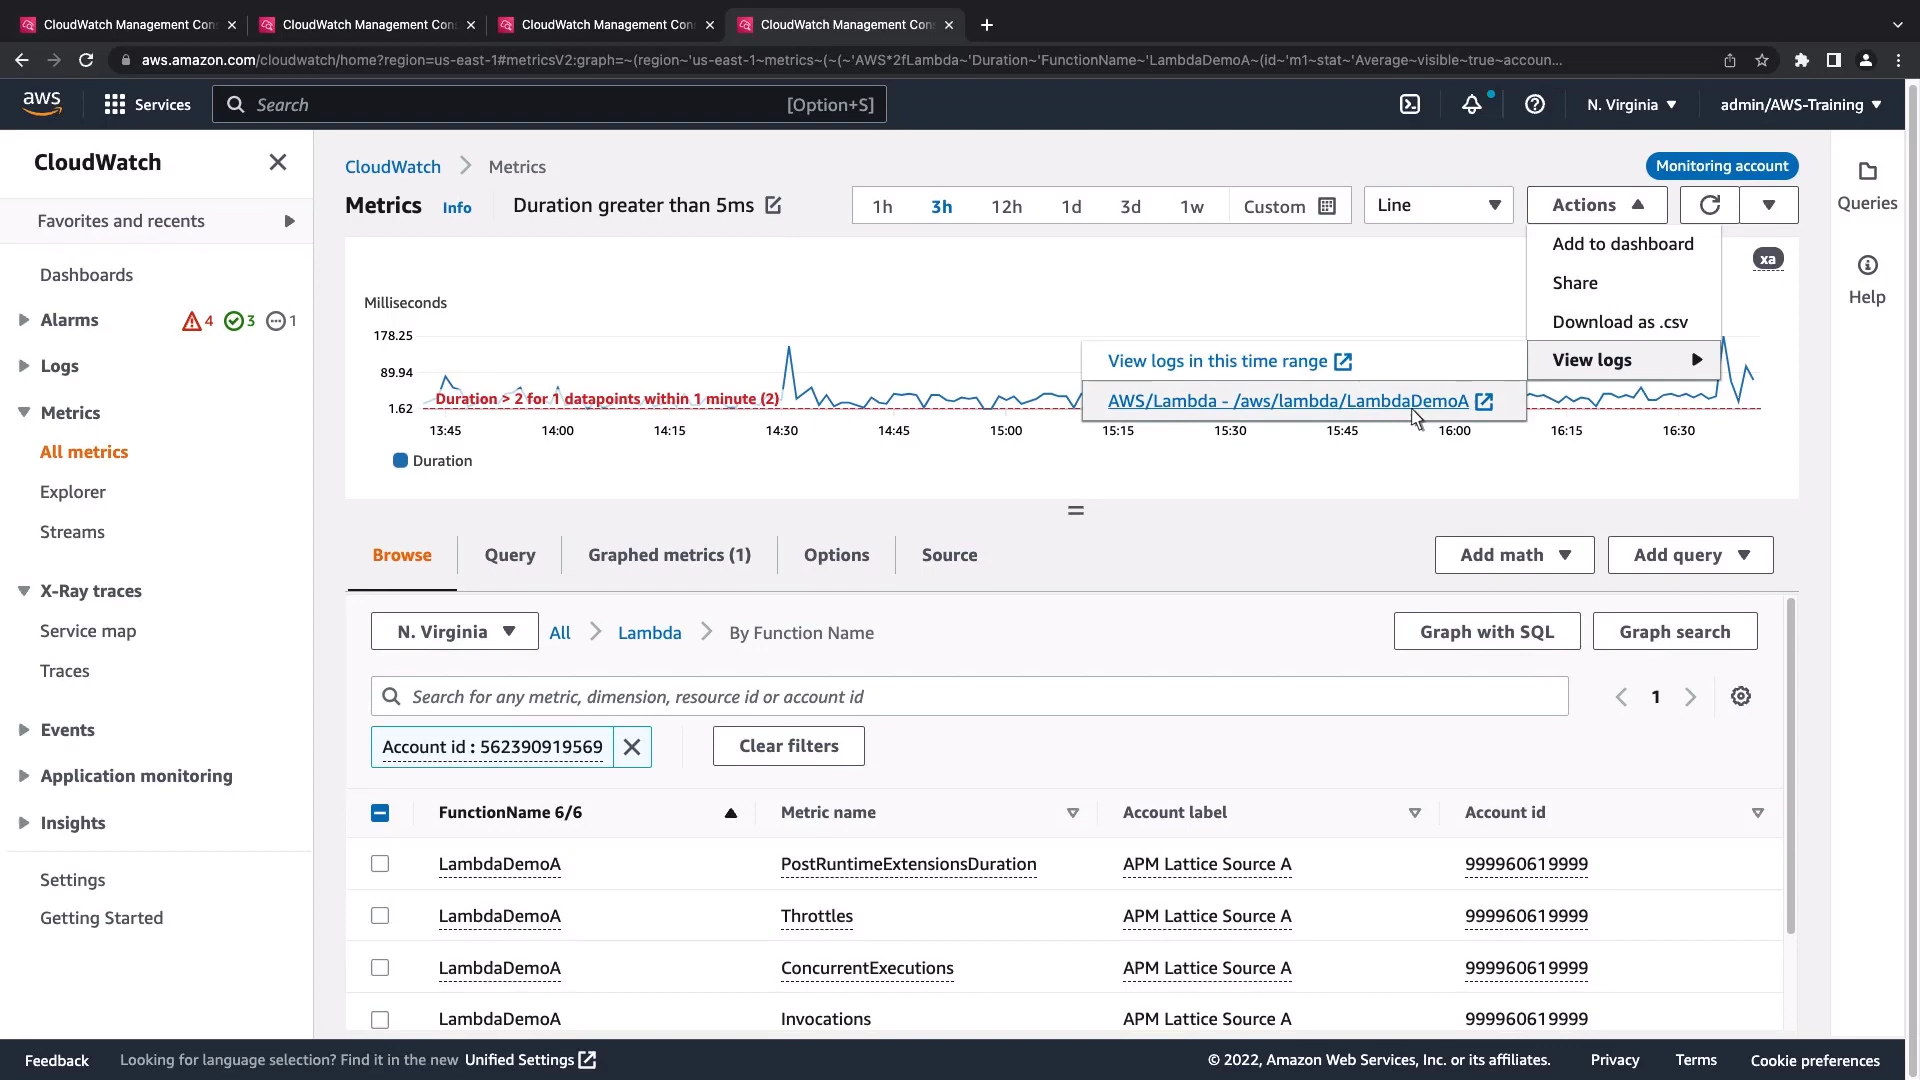 CloudWatch Management Con
CloudWatch Management Con
CloudWatch Management Con
CloudWatch Management Con
aws.amazon.com/cloudwatch/home?region=us-east-1#metricsV2:graph=~(region~'us-east-1~metrics~(~(~'AWS*2fLambda~'Duration~'FunctionName~'LambdaDemoA~(id~'m1~stat~'Average~visible~true~accoun...
aws
Services
Search
[Option+S]
N. Virginia
admin/AWS-Training
CloudWatch
Favorites and recents
Dashboards
Alarms
4
3
1
Logs
Metrics
All metrics
Explorer
Streams
X-Ray traces
Service map
Traces
Events
Application monitoring
Insights
Settings
Getting Started
CloudWatch
Metrics
Monitoring account
Metrics
Info
Duration greater than 5ms
1h
3h
12h
1d
3d
1w
Custom
Line
Actions
Add to dashboard
Share
Download as .csv
View logs
View logs in this time range
AWS/Lambda - /aws/lambda/LambdaDemoA
Queries
Help
xa
Milliseconds
178.25
89.94
1.62
Duration > 2 for 1 datapoints within 1 minute (2)
13:45
14:00
14:15
14:30
14:45
15:00
15:15
15:30
15:45
16:00
16:15
16:30
Duration
Browse
Query
Graphed metrics (1)
Options
Source
Add math
Add query
N. Virginia
All
Lambda
By Function Name
Graph with SQL
Graph search
Search for any metric, dimension, resource id or account id
1
Account id : 562390919569
Clear filters
FunctionName 6/6
Metric name
Account label
Account id
LambdaDemoA
PostRuntimeExtensionsDuration
APM Lattice Source A
999960619999
LambdaDemoA
Throttles
APM Lattice Source A
999960619999
LambdaDemoA
ConcurrentExecutions
APM Lattice Source A
999960619999
LambdaDemoA
Invocations
APM Lattice Source A
999960619999
Feedback
Looking for language selection? Find it in the new Unified Settings
© 2022, Amazon Web Services, Inc. or its affiliates.
Privacy
Terms
Cookie preferences